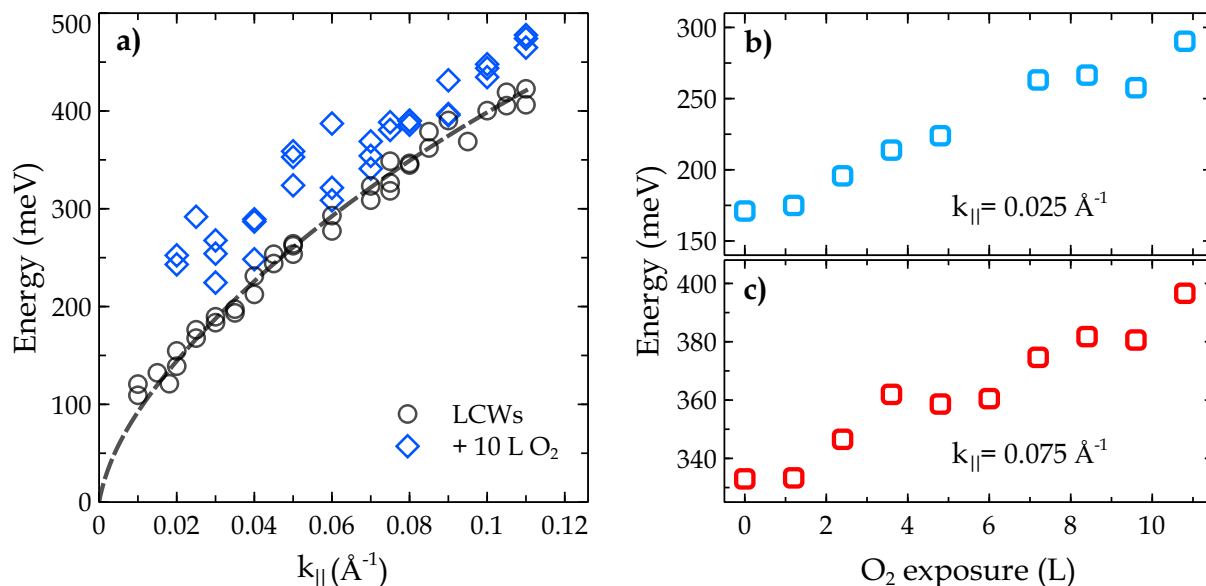 a)
Energy (meV)
500
400
300
200
100
0
0
0.02
0.04
0.06
0.08
0.1
0.12
k|| (Å⁻¹)
LCWs
+ 10 L O₂
b)
Energy (meV)
300
250
200
150
k||= 0.025 Å⁻¹
c)
400
380
360
340
k||= 0.075 Å⁻¹
0
2
4
6
8
10
O₂ exposure (L)